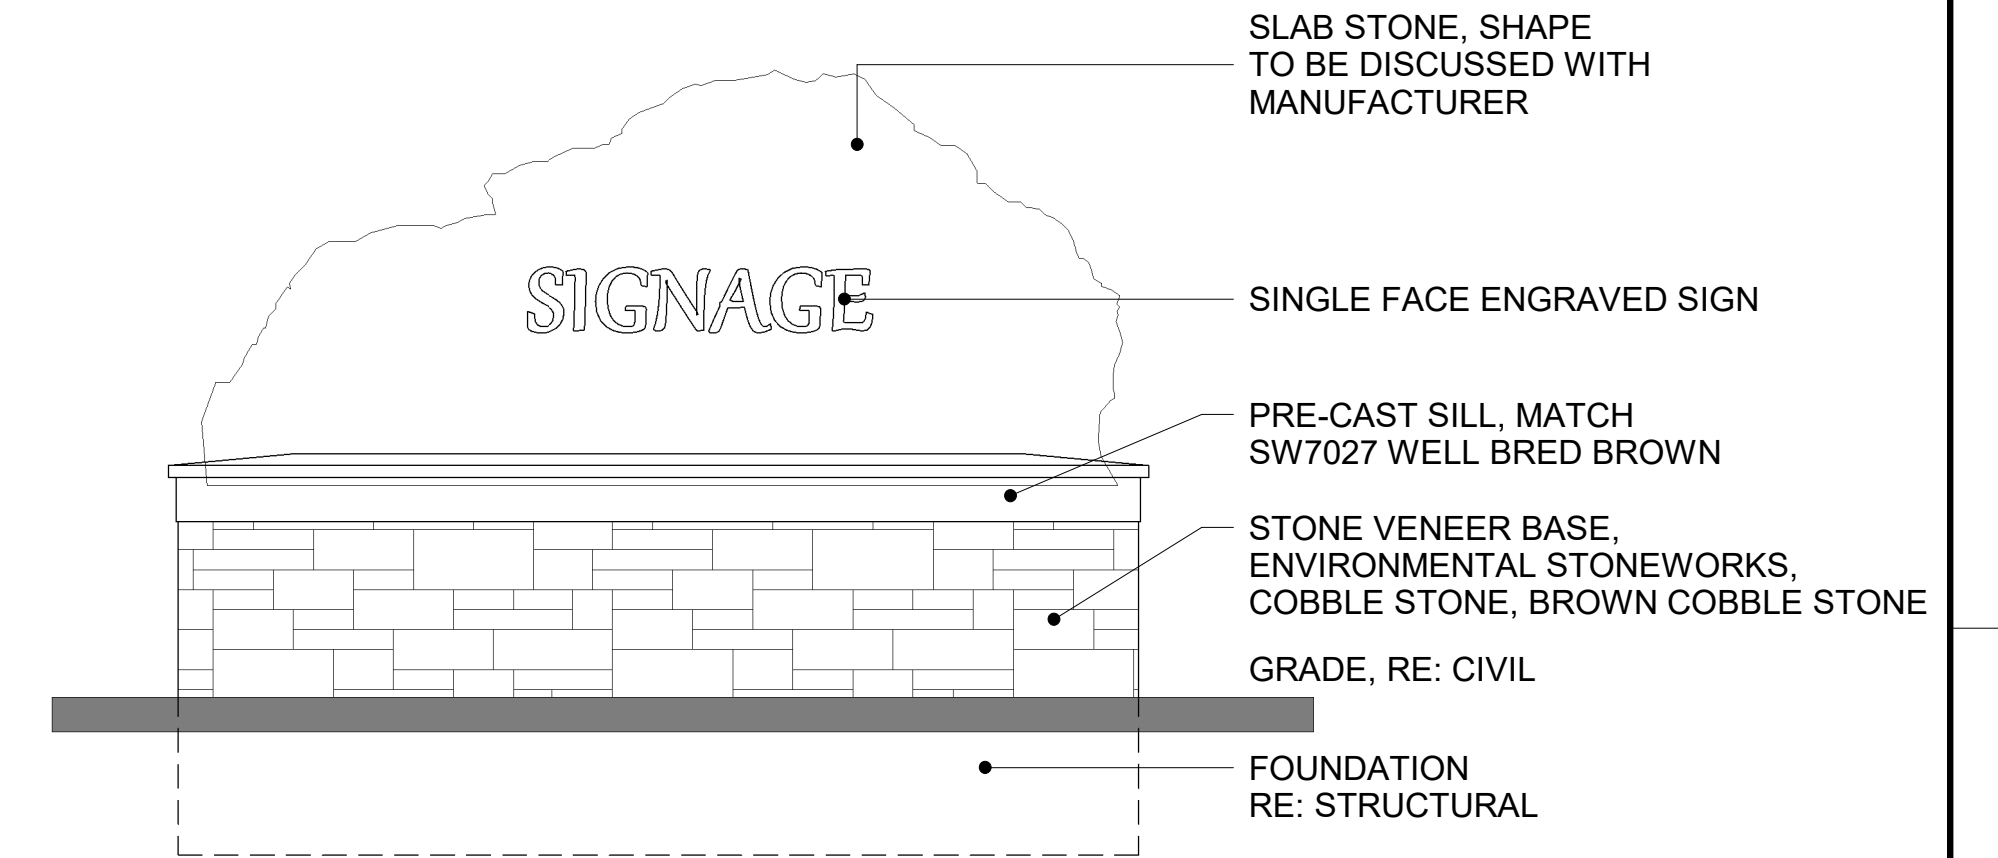 SLAB STONE, SHAPE
TO BE DISCUSSED WITH
MANUFACTURER
SIGNAGE
SINGLE FACE ENGRAVED SIGN
PRE-CAST SILL, MATCH
SW7027 WELL BRED BROWN
STONE VENEER BASE,
ENVIRONMENTAL STONEWORKS,
COBBLE STONE, BROWN COBBLE STONE
GRADE, RE: CIVIL
FOUNDATION
RE: STRUCTURAL